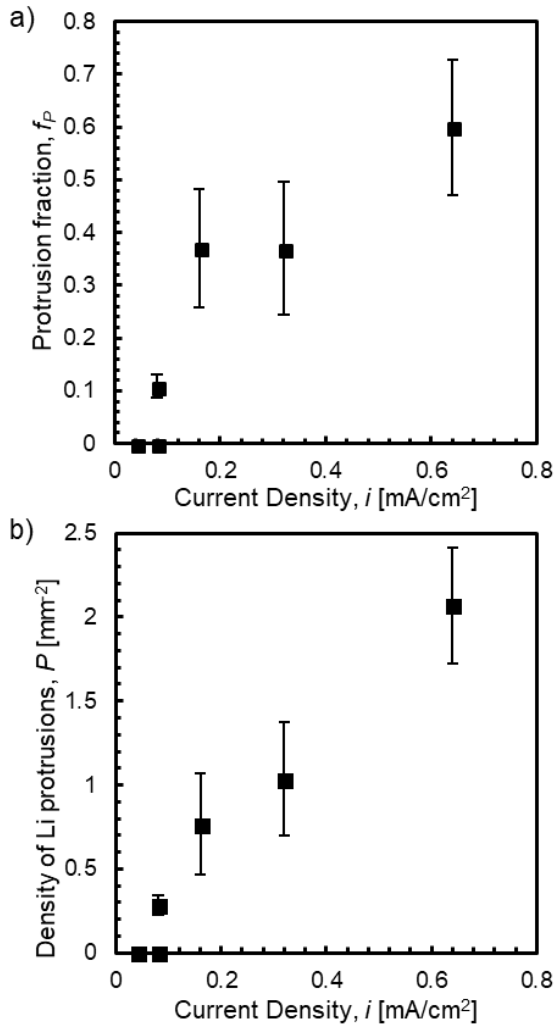 a)
0.8
0.7
0.6
0.5
0.4
0.3
0.2
0.1
0
Protrusion fraction, f_P
0 0.2 0.4 0.6 0.8
Current Density, i [mA/cm²]
b)
2.5
2
1.5
1
0.5
0
Density of Li protrusions, P [mm⁻²]
0 0.2 0.4 0.6 0.8
Current Density, i [mA/cm²]